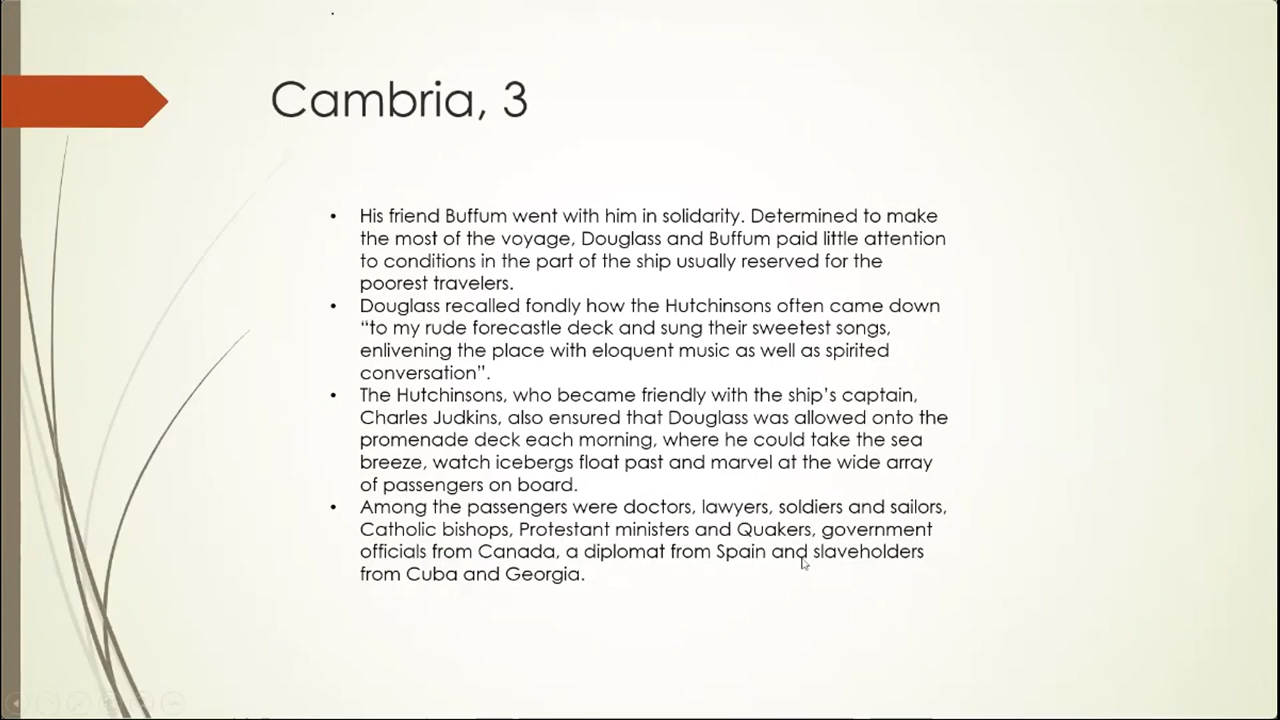 Cambria, 3
• His friend Buffum went with him in solidarity. Determined to make
the most of the voyage, Douglass and Buffum paid little attention
to conditions in the part of the ship usually reserved for the
poorest travelers.
• Douglass recalled fondly how the Hutchinsons often came down
“to my rude forecastle deck and sung their sweetest songs,
enlivening the place with eloquent music as well as spirited
conversation”.
• The Hutchinsons, who became friendly with the ship’s captain,
Charles Judkins, also ensured that Douglass was allowed onto the
promenade deck each morning, where he could take the sea
breeze, watch icebergs float past and marvel at the wide array
of passengers on board.
• Among the passengers were doctors, lawyers, soldiers and sailors,
Catholic bishops, Protestant ministers and Quakers, government
officials from Canada, a diplomat from Spain and slaveholders
from Cuba and Georgia.